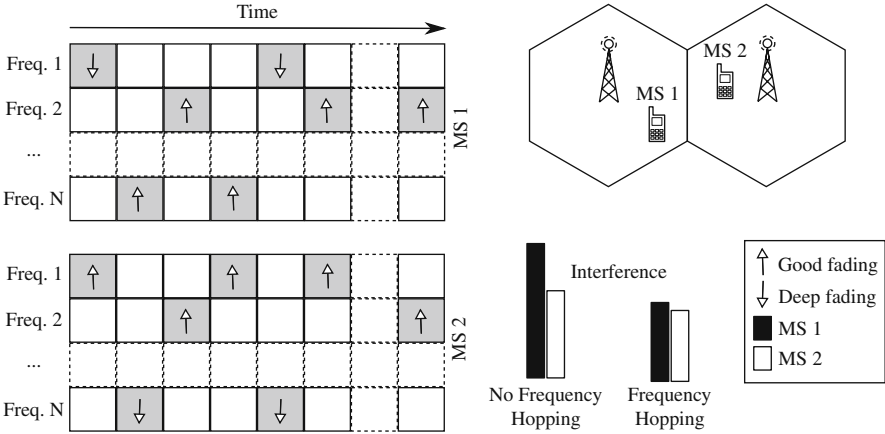 Time
Freq. 1
Freq. 2
...
Freq. N
MS 1
Freq. 1
Freq. 2
...
Freq. N
MS 2
MS 1
MS 2
Interference
No Frequency
Hopping
Frequency
Hopping
Good fading
Deep fading
MS 1
MS 2